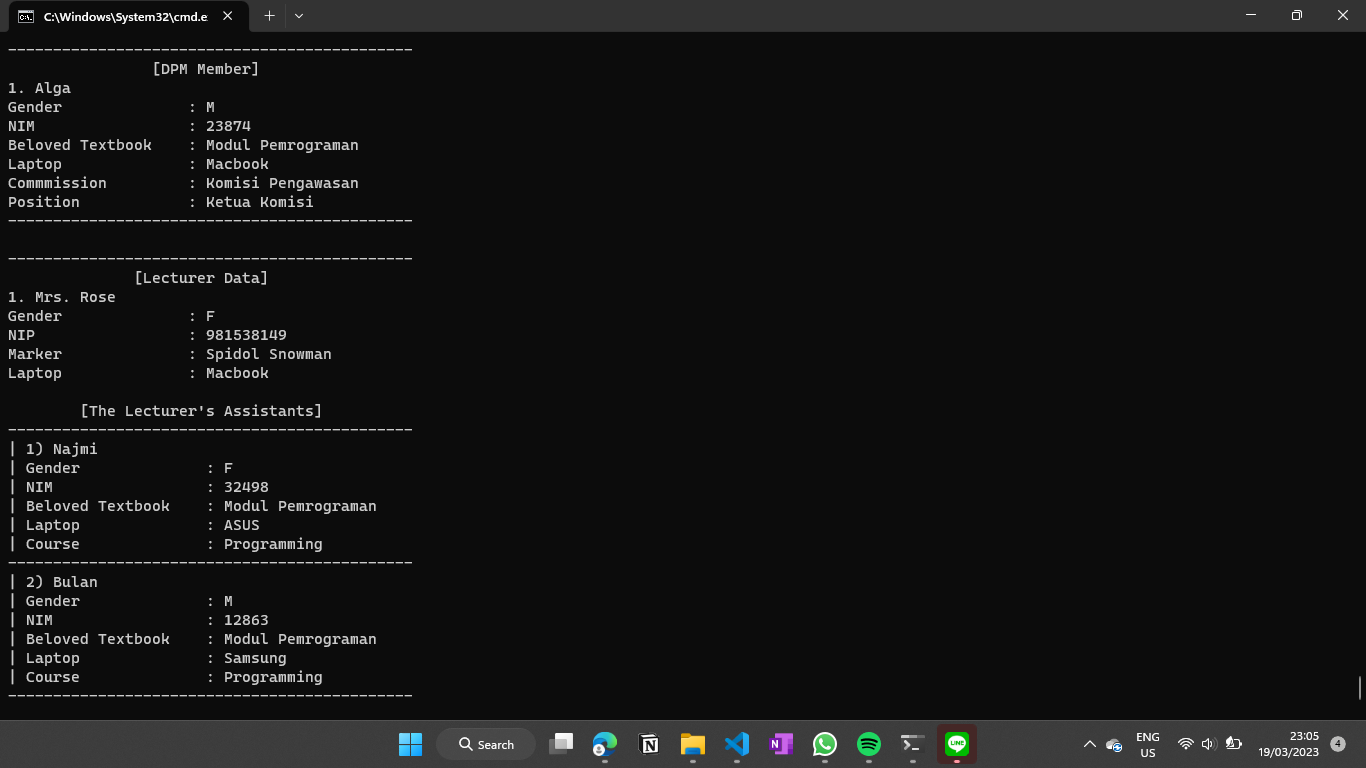 C:\Windows\System32\cmd.e
---------------------------------------------
[DPM Member]
1. Alga
Gender : M
NIM : 23874
Beloved Textbook : Modul Pemrograman
Laptop : Macbook
Commmission : Komisi Pengawasan
Position : Ketua Komisi
---------------------------------------------
---------------------------------------------
[Lecturer Data]
1. Mrs. Rose
Gender : F
NIP : 981538149
Marker : Spidol Snowman
Laptop : Macbook
[The Lecturer's Assistants]
---------------------------------------------
| 1) Najmi
| Gender : F
| NIM : 32498
| Beloved Textbook : Modul Pemrograman
| Laptop : ASUS
| Course : Programming
---------------------------------------------
| 2) Bulan
| Gender : M
| NIM : 12863
| Beloved Textbook : Modul Pemrograman
| Laptop : Samsung
| Course : Programming
---------------------------------------------
Search
LINE
ENG
US
23:05
19/03/2023
4